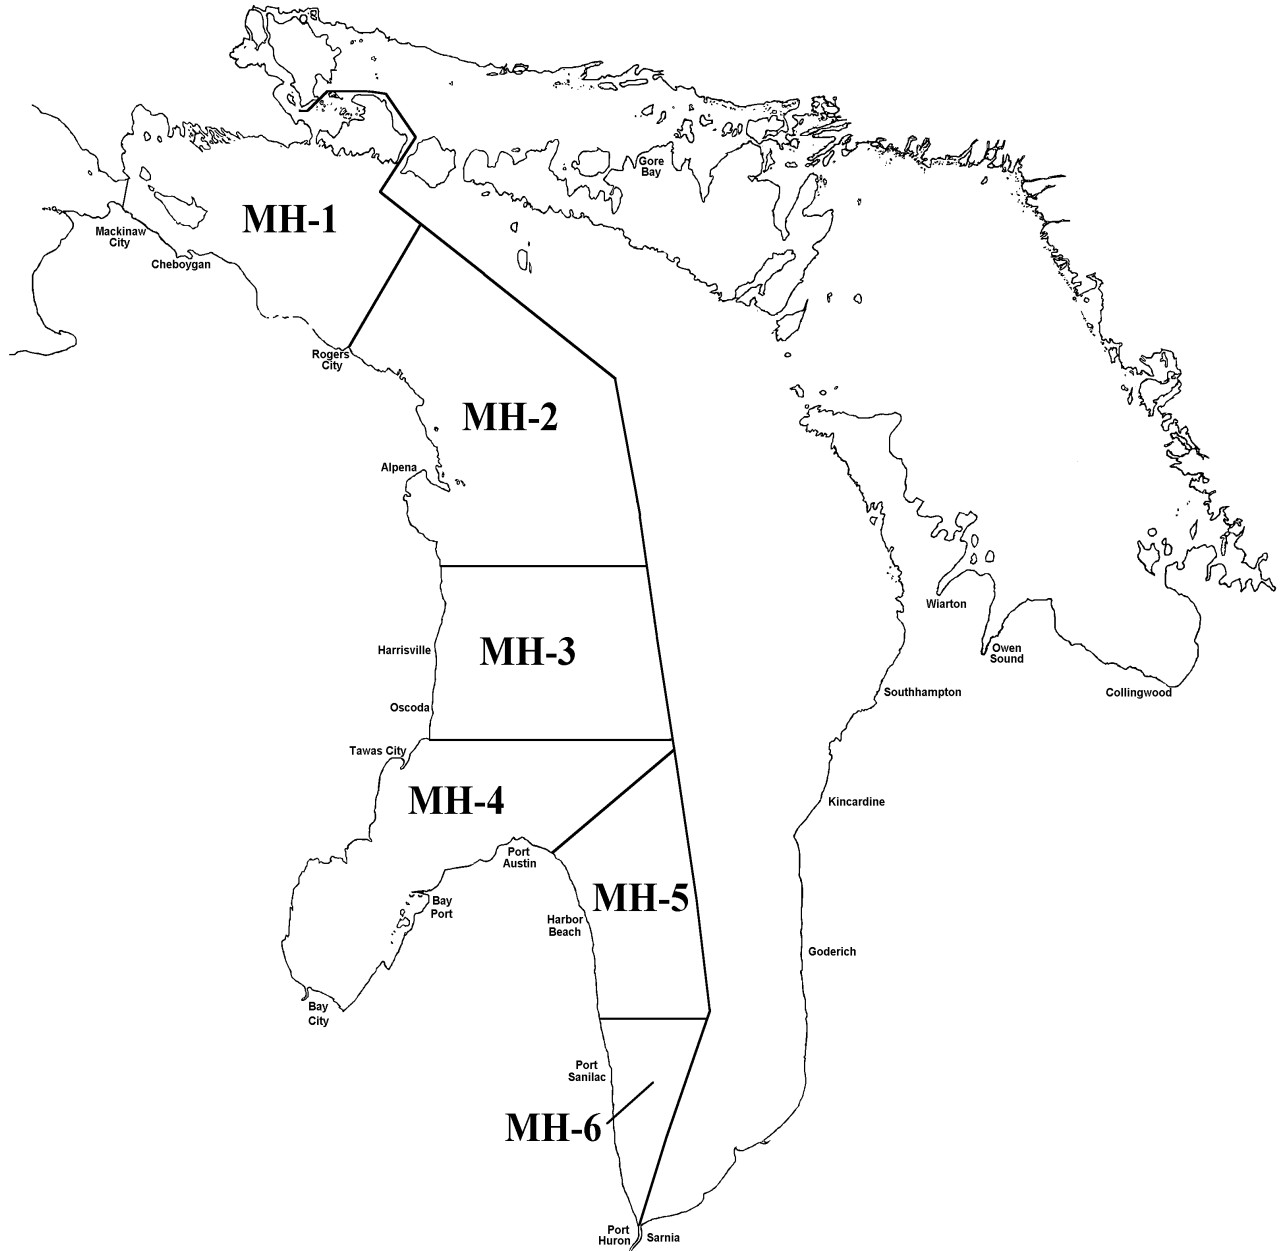 Gore
Bay
MH-1
Mackinaw
City
Cheboygan
Rogers
City
MH-2
Alpena
Wiarton
Harrisville
MH-3
Owen
Sound
Southhampton
Collingwood
Oscoda
Tawas City
MH-4
Kincardine
Port
Austin
MH-5
Bay
Port
Harbor
Beach
Goderich
Bay
City
Port
Sanilac
MH-6
Port
Huron
Sarnia